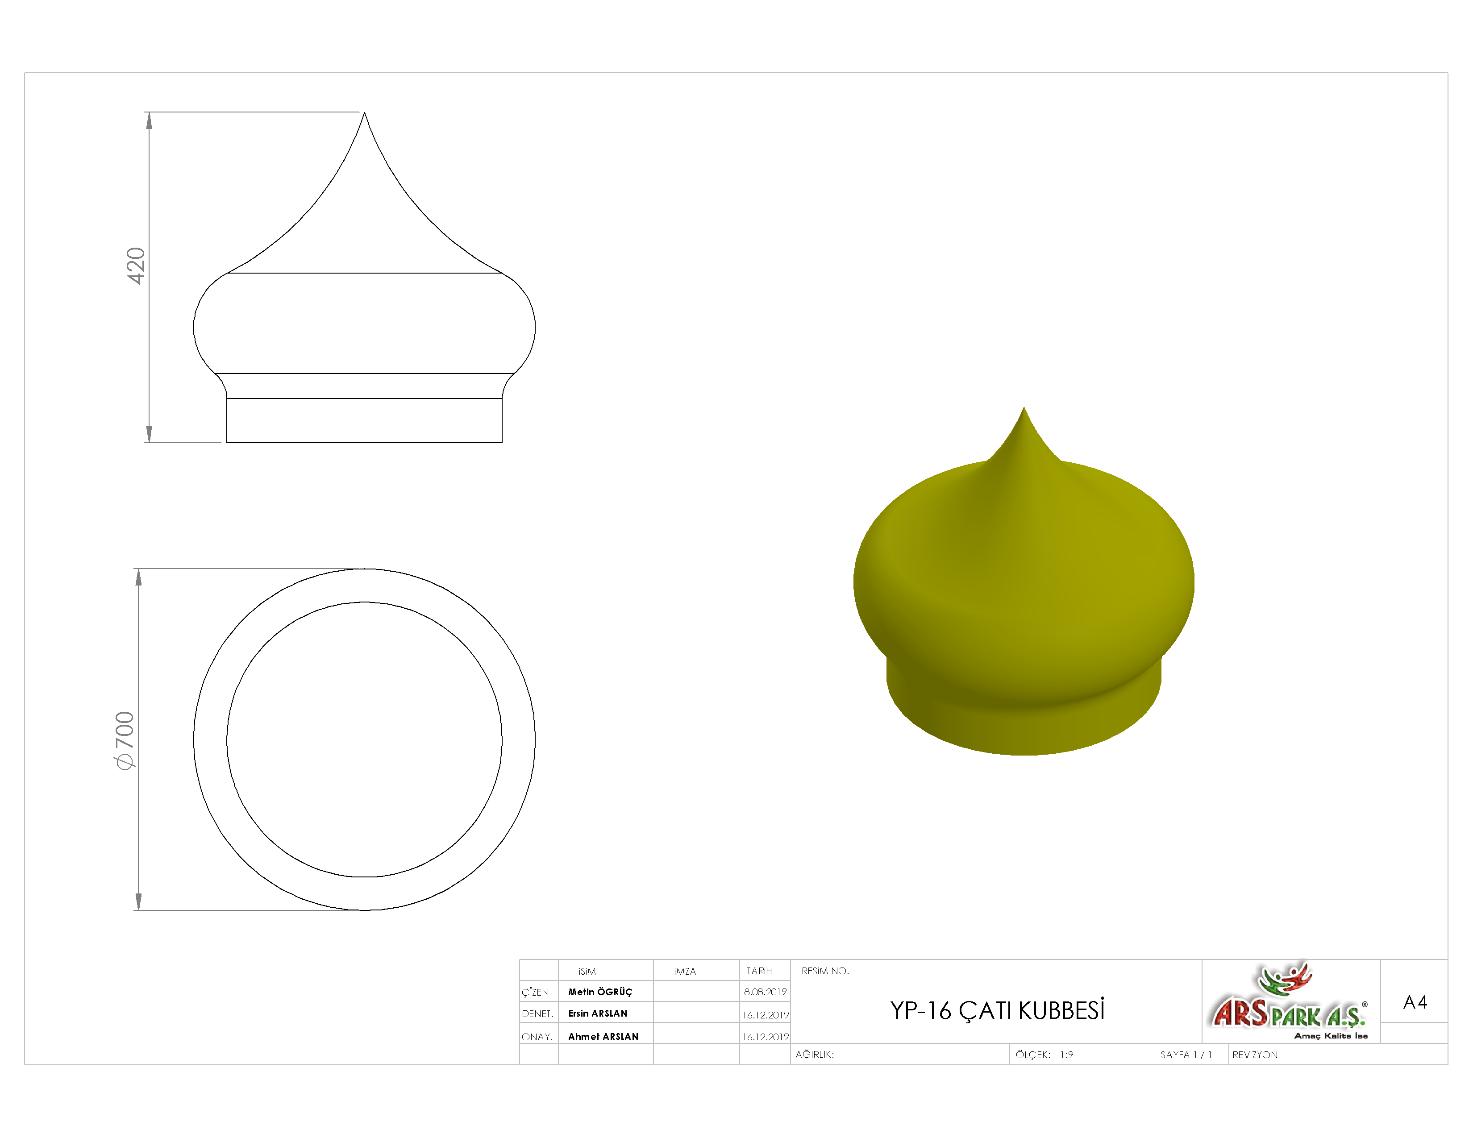 420
⌀700
İSİM
İMZA
TARİH
RESİM NO.
ÇİZEN.
Metin ÖGRÜÇ
8.08.2019
DENET.
Ersin ARSLAN
16.12.2019
ONAY.
Ahmet ARSLAN
16.12.2019
YP-16 ÇATI KUBBESİ
ARSPARK A.Ş.®
Amaç Kalite İse
A4
AĞIRLIK:
ÖLÇEK: 1:9
SAYFA 1 / 1
REVİZYON